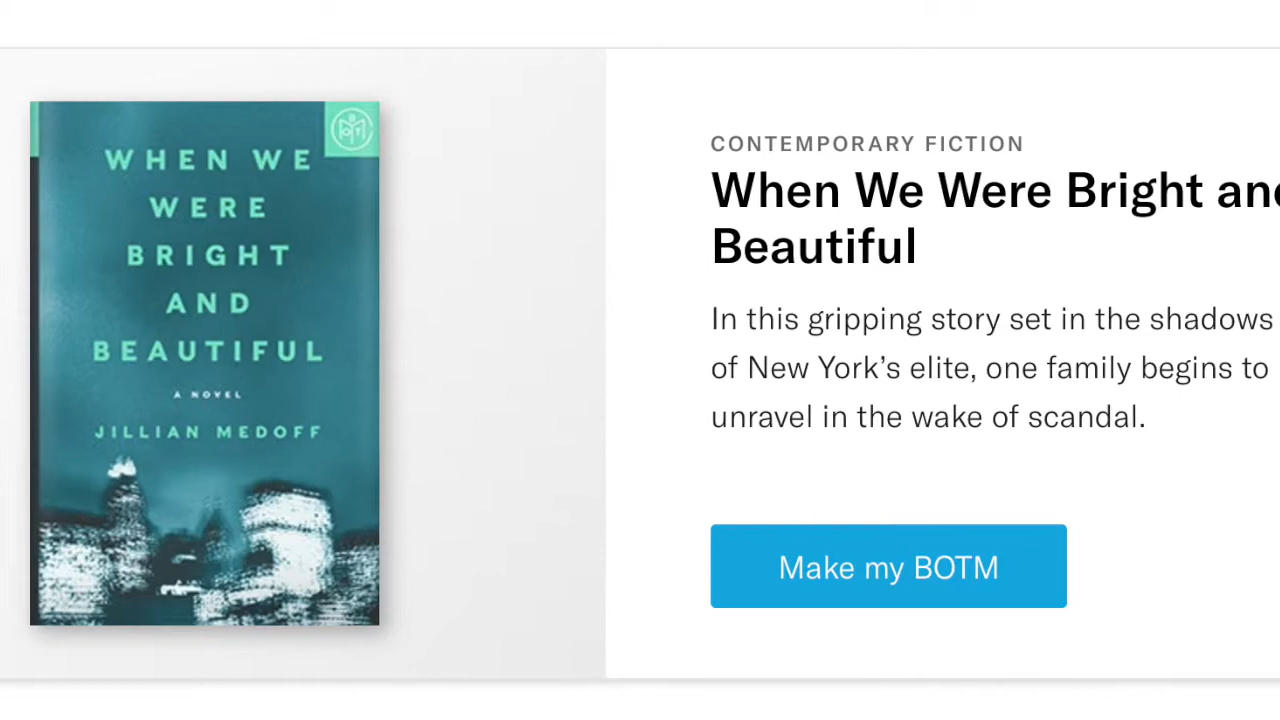 WHEN WE
WERE
BRIGHT
AND
BEAUTIFUL
A NOVEL
JILLIAN MEDOFF
CONTEMPORARY FICTION
When We Were Bright and
Beautiful
In this gripping story set in the shadows
of New York’s elite, one family begins to
unravel in the wake of scandal.
Make my BOTM